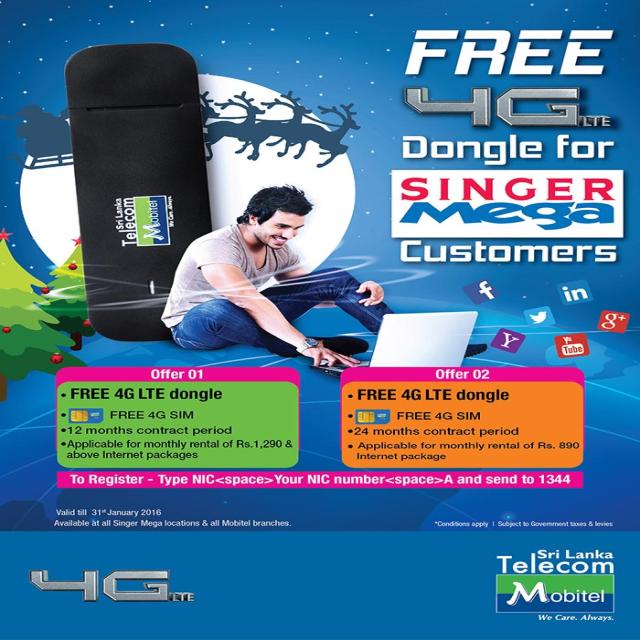 FREE
4G LTE
Dongle for
SINGER
Mega
Customers
Sri Lanka
Telecom
Mobitel
We Care. Always.
f
in
g+
Y
You
Tube
Offer 01
• FREE 4G LTE dongle
• FREE 4G SIM
•12 months contract period
•Applicable for monthly rental of Rs.1,290 &
above Internet packages
Offer 02
• FREE 4G LTE dongle
• FREE 4G SIM
•24 months contract period
• Applicable for monthly rental of Rs. 890
Internet package
To Register - Type NIC<space>Your NIC number<space>A and send to 1344
Valid till 31st January 2016
Available at all Singer Mega locations & all Mobitel branches.
*Conditions apply | Subject to Government taxes & levies
4G LTE
Sri Lanka
Telecom
Mobitel
We Care. Always.